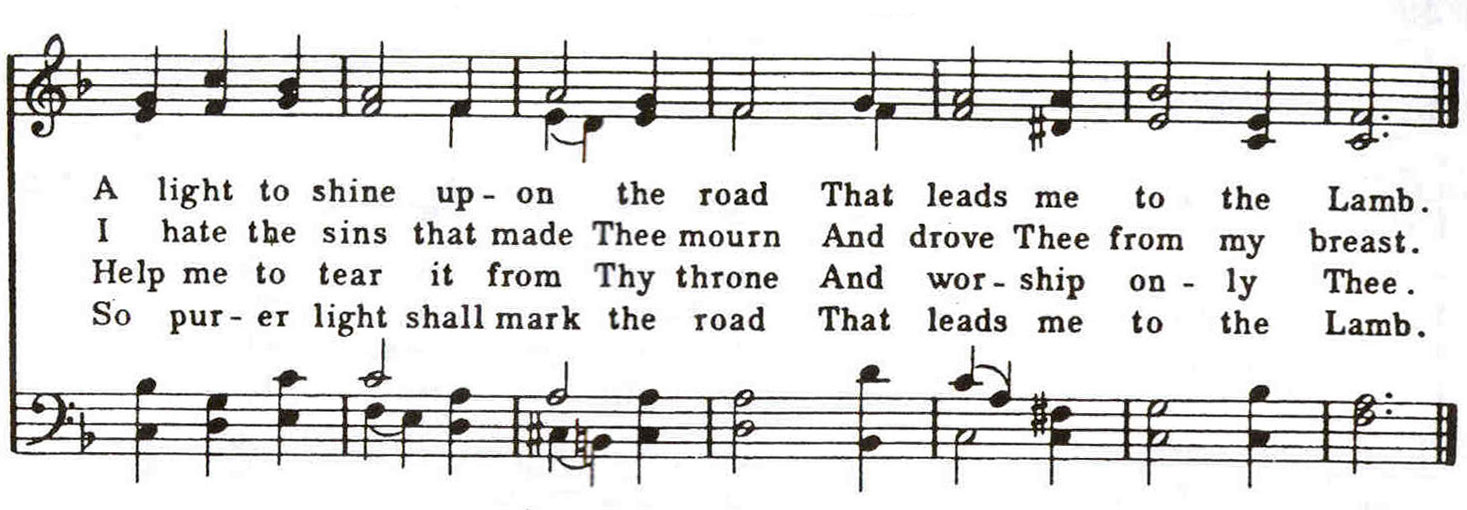 A light to shine up - on the road That leads me to the Lamb.
I hate the sins that made Thee mourn And drove Thee from my breast.
Help me to tear it from Thy throne And wor - ship on - ly Thee.
So pur - er light shall mark the road That leads me to the Lamb.